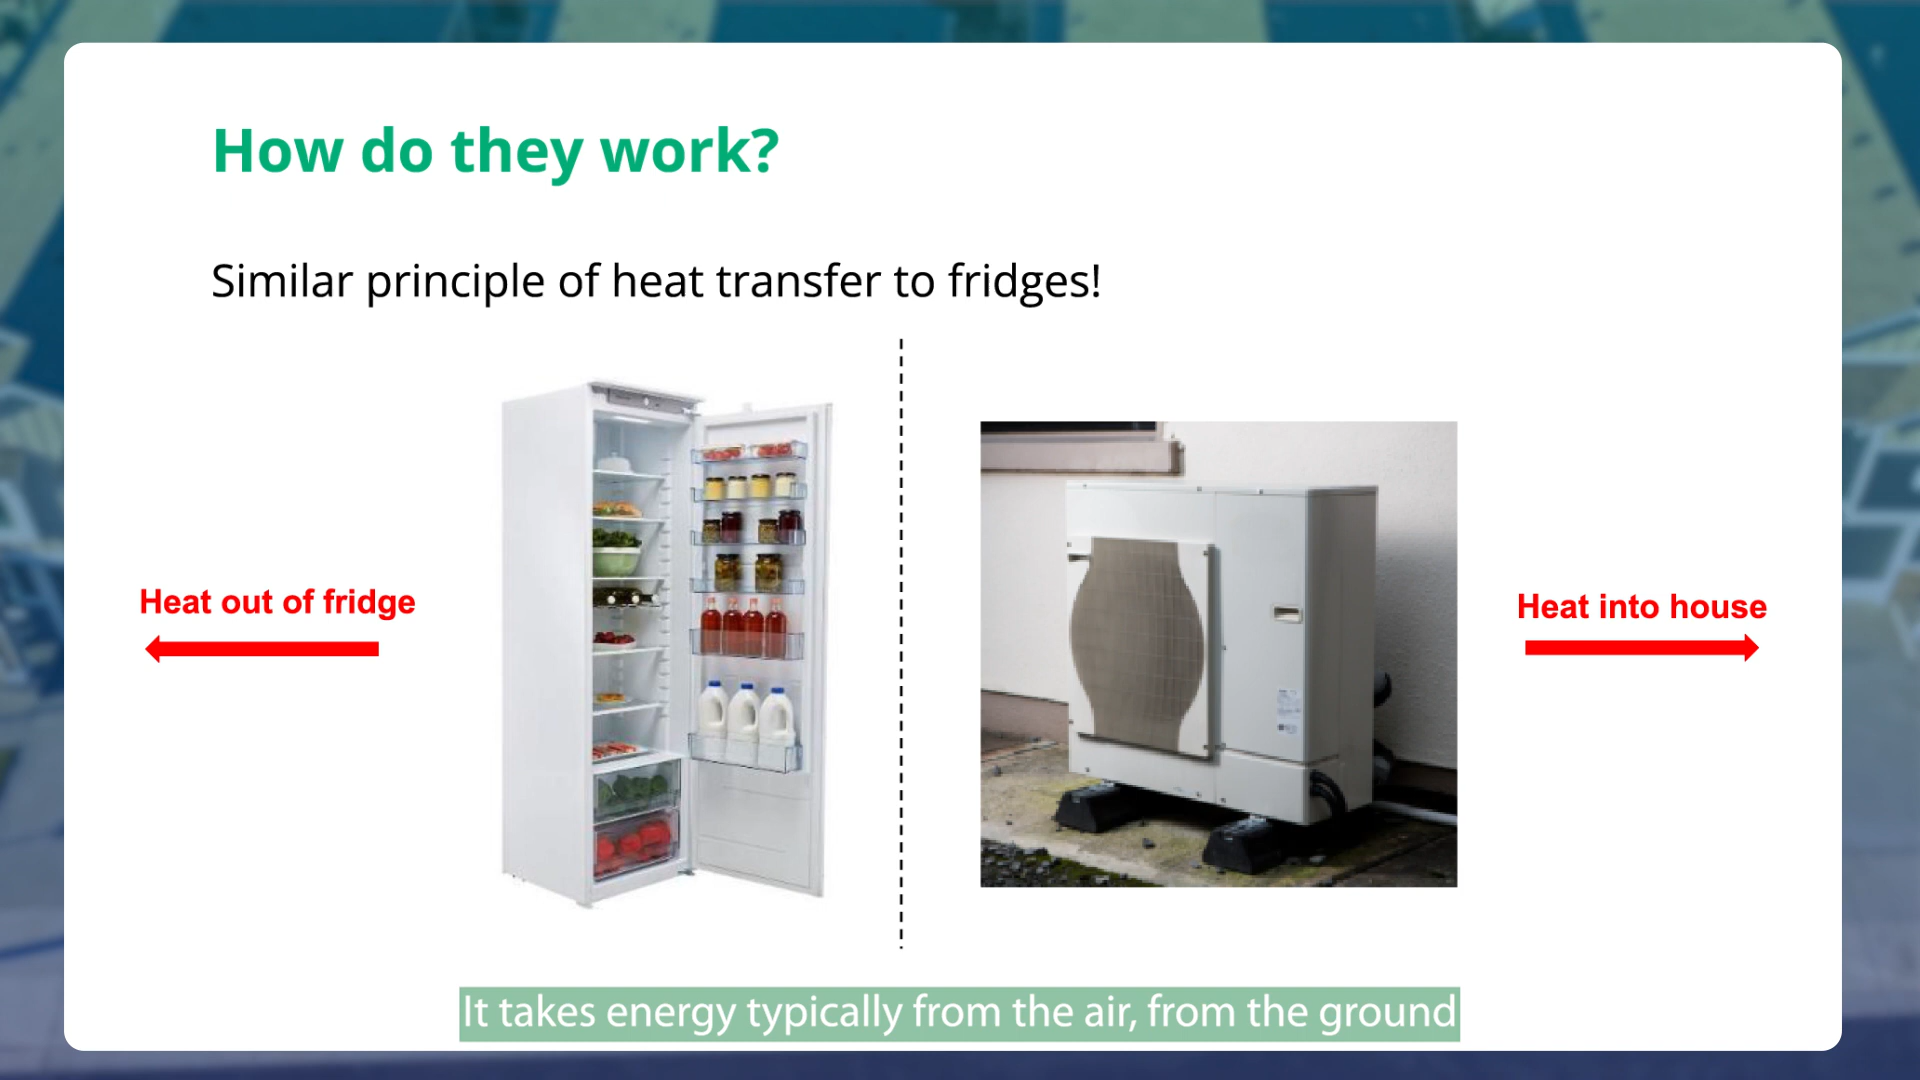 How do they work?
Similar principle of heat transfer to fridges!
Heat out of fridge
Heat into house
It takes energy typically from the air, from the ground